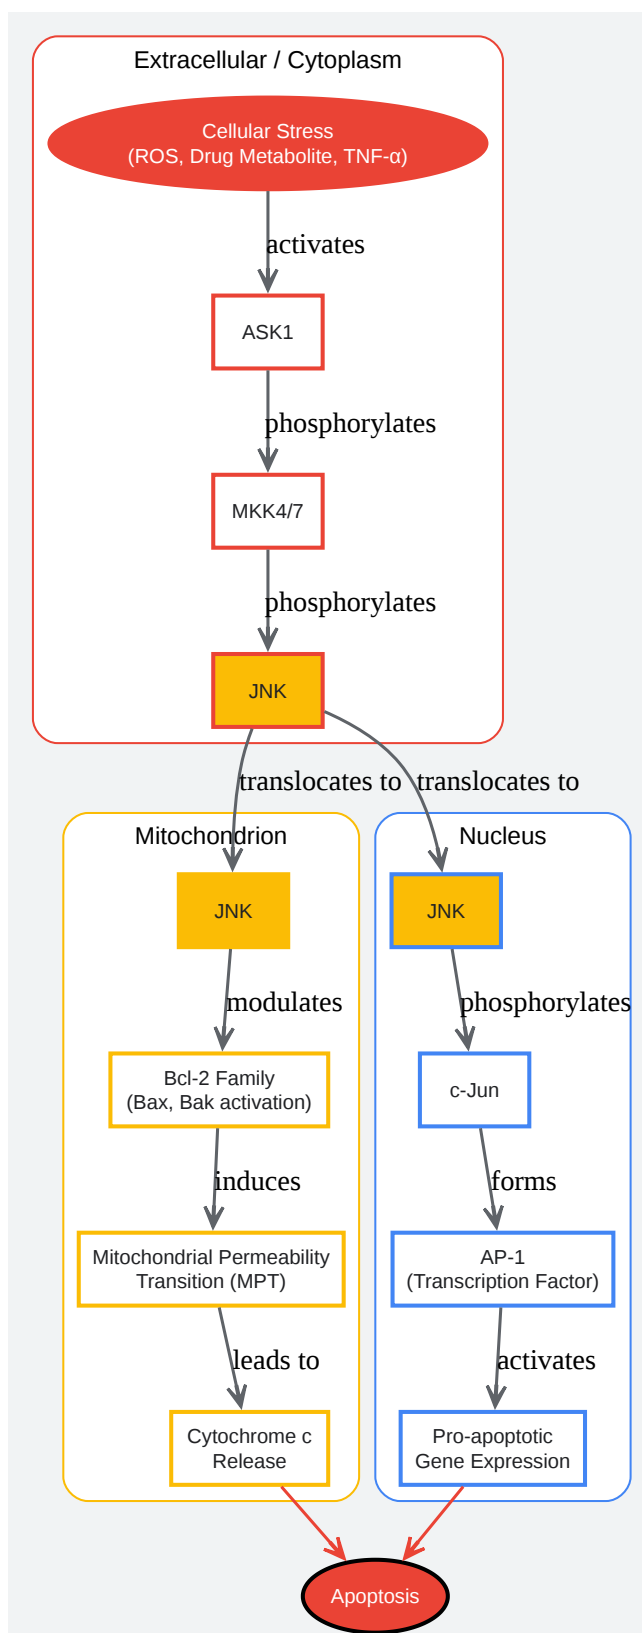 Extracellular / Cytoplasm
Cellular Stress
(ROS, Drug Metabolite, TNF-α)
activates
ASK1
phosphorylates
MKK4/7
phosphorylates
JNK
translocates to
translocates to
Mitochondrion
JNK
modulates
Bcl-2 Family
(Bax, Bak activation)
induces
Mitochondrial Permeability
Transition (MPT)
leads to
Cytochrome c
Release
Nucleus
JNK
phosphorylates
c-Jun
forms
AP-1
(Transcription Factor)
activates
Pro-apoptotic
Gene Expression
Apoptosis